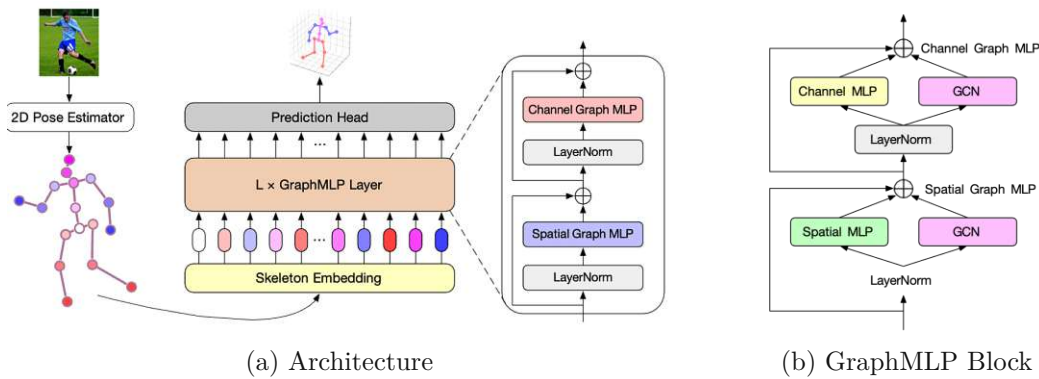 2D Pose Estimator
Prediction Head
...
L × GraphMLP Layer
...
Skeleton Embedding
Channel Graph MLP
LayerNorm
Spatial Graph MLP
LayerNorm
(a) Architecture
Channel Graph MLP
Channel MLP
GCN
LayerNorm
Spatial Graph MLP
Spatial MLP
GCN
LayerNorm
(b) GraphMLP Block